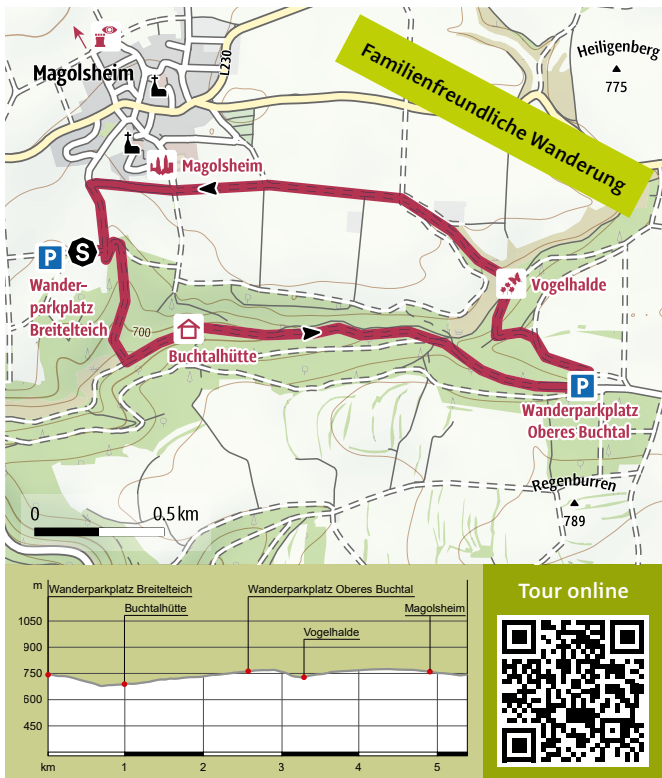 Familienfreundliche Wanderung
Heiligenberg
775
L230
Magolsheim
Magolsheim
P
S
Wander-
parkplatz
Breitelteich
Vogelhalde
700
Buchtalhütte
P
Wanderparkplatz
Oberes Buchtal
Regenburren
789
0
0.5 km
m
Wanderparkplatz Breitelteich
Wanderparkplatz Oberes Buchtal
Buchtalhütte
Magolsheim
Vogelhalde
1050
900
750
600
450
km
1
2
3
4
5
Tour online